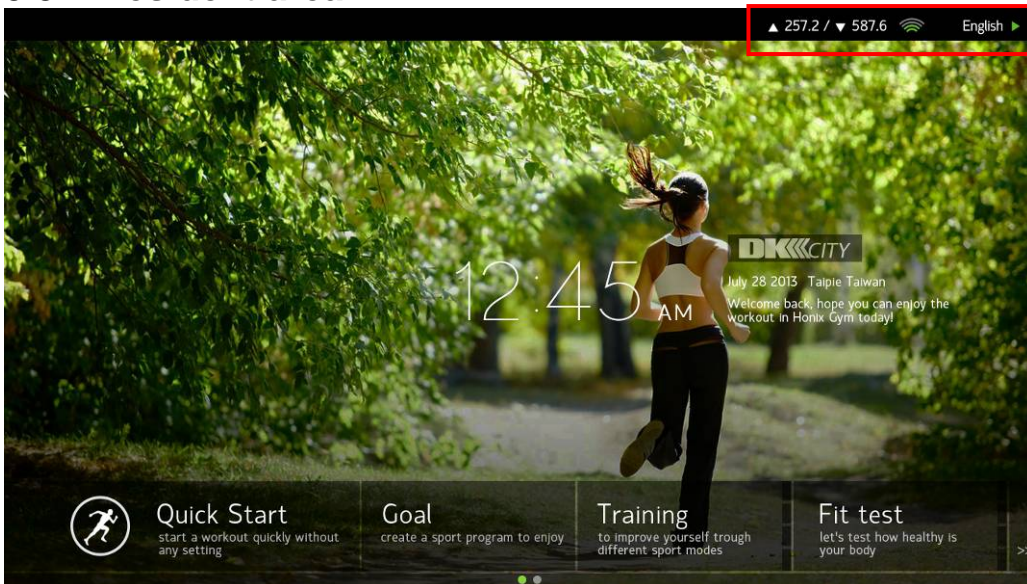 ▲ 257.2 / ▼ 587.6 English ▶
DKCITY
12:45 AM
July 28 2013 Taipie Taiwan
Welcome back, hope you can enjoy the
workout in Honix Gym today!
Quick Start
start a workout quickly without
any setting
Goal
create a sport program to enjoy
Training
to improve yourself trough
different sport modes
Fit test
let's test how healthy is
your body
>>